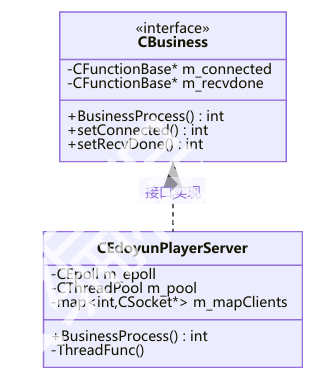 «interface»
CBusiness
-CFunctionBase* m_connected
-CFunctionBase* m_recvdone
+BusinessProcess() : int
+setConnected() : int
+setRecvDone() : int
接口实现
CEdoyunPlayerServer
-CEpoll m_epoll
-CThreadPool m_pool
-map<int,CSocket*> m_mapClients
+BusinessProcess() : int
-ThreadFunc()